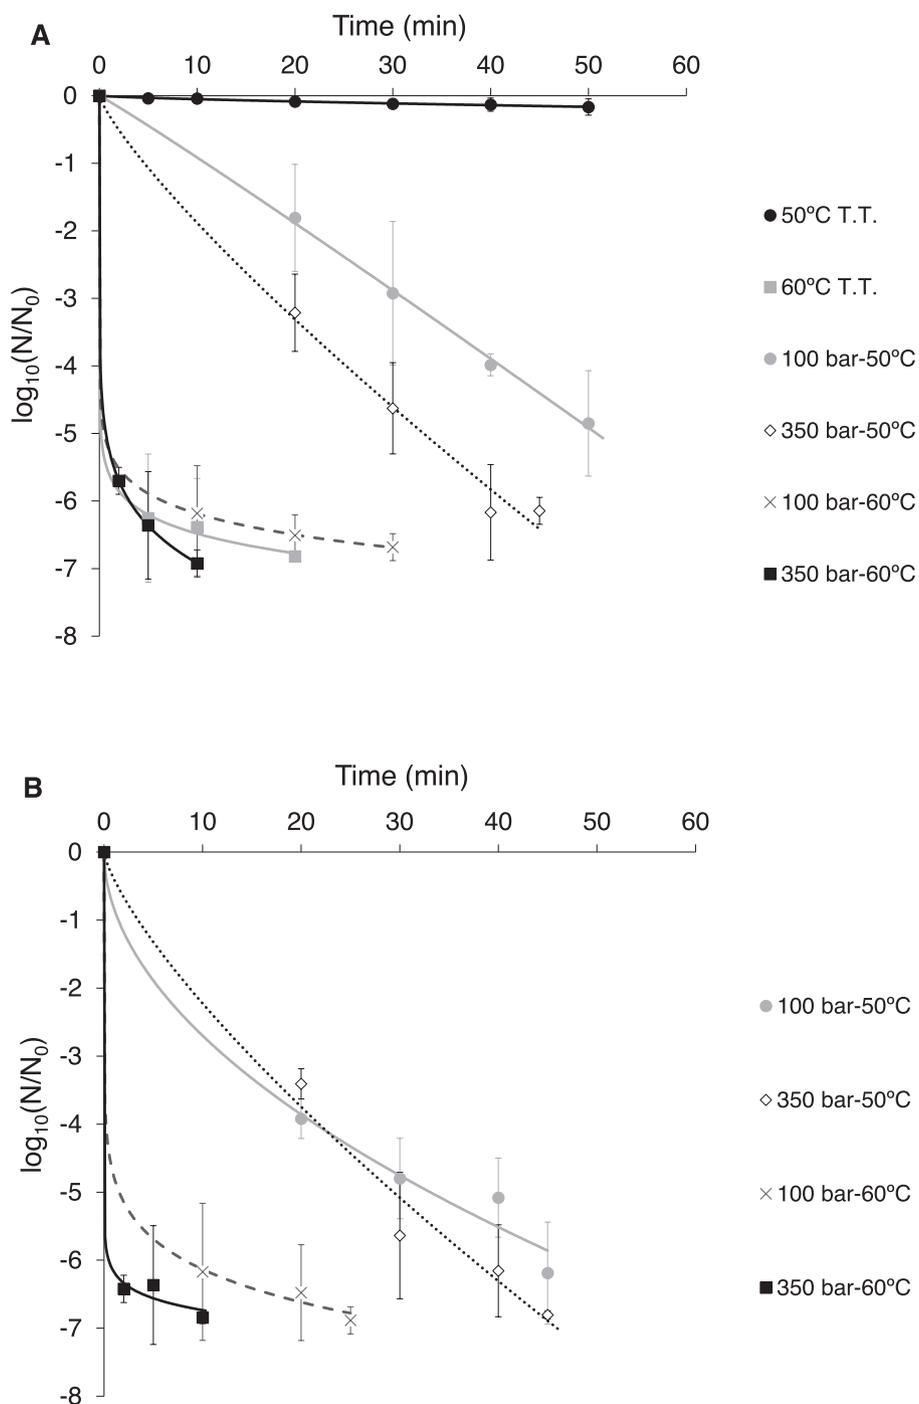 A
Time (min)
0 10 20 30 40 50 60
0
-1
-2
-3
-4
-5
-6
-7
-8
log10(N/N0)
50ºC T.T.
60ºC T.T.
100 bar-50ºC
350 bar-50ºC
100 bar-60ºC
350 bar-60ºC
B
Time (min)
0 10 20 30 40 50 60
0
-1
-2
-3
-4
-5
-6
-7
-8
log10(N/N0)
100 bar-50ºC
350 bar-50ºC
100 bar-60ºC
350 bar-60ºC